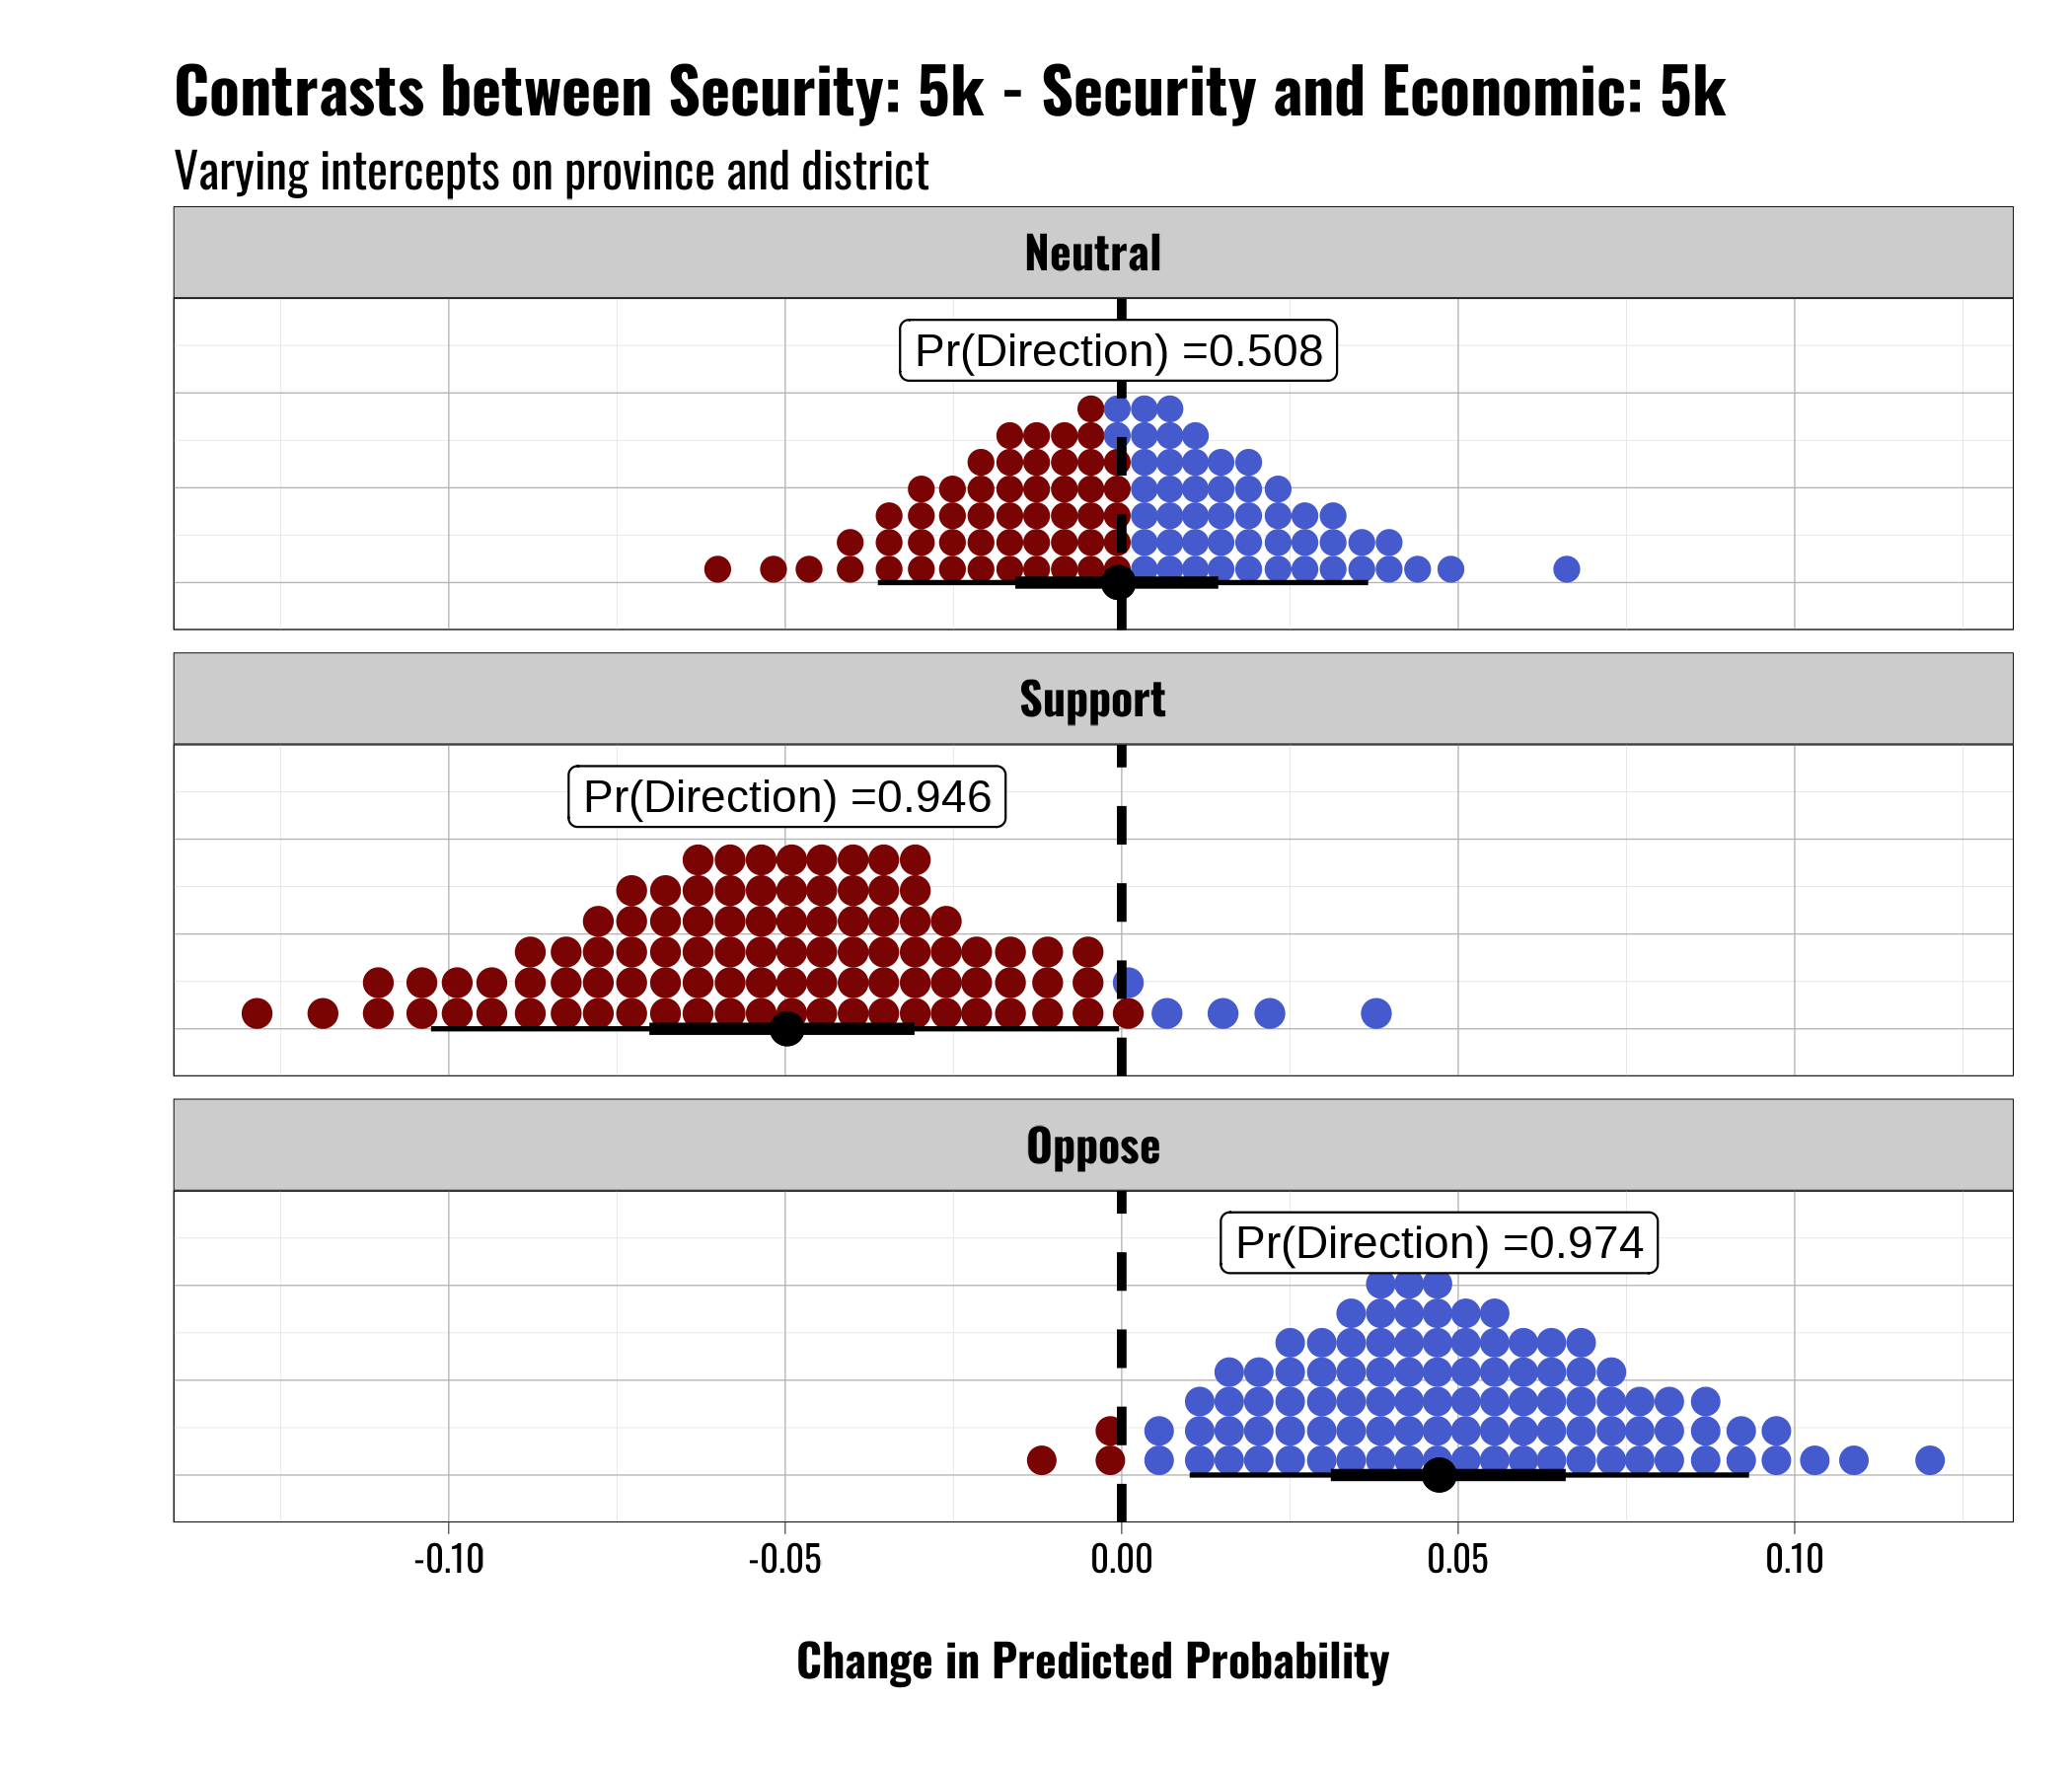 Contrasts between Security: 5k - Security and Economic: 5k
Varying intercepts on province and district
Neutral
Pr(Direction) =0.508
Support
Pr(Direction) =0.946
Oppose
Pr(Direction) =0.974
-0.10 -0.05 0.00 0.05 0.10
Change in Predicted Probability